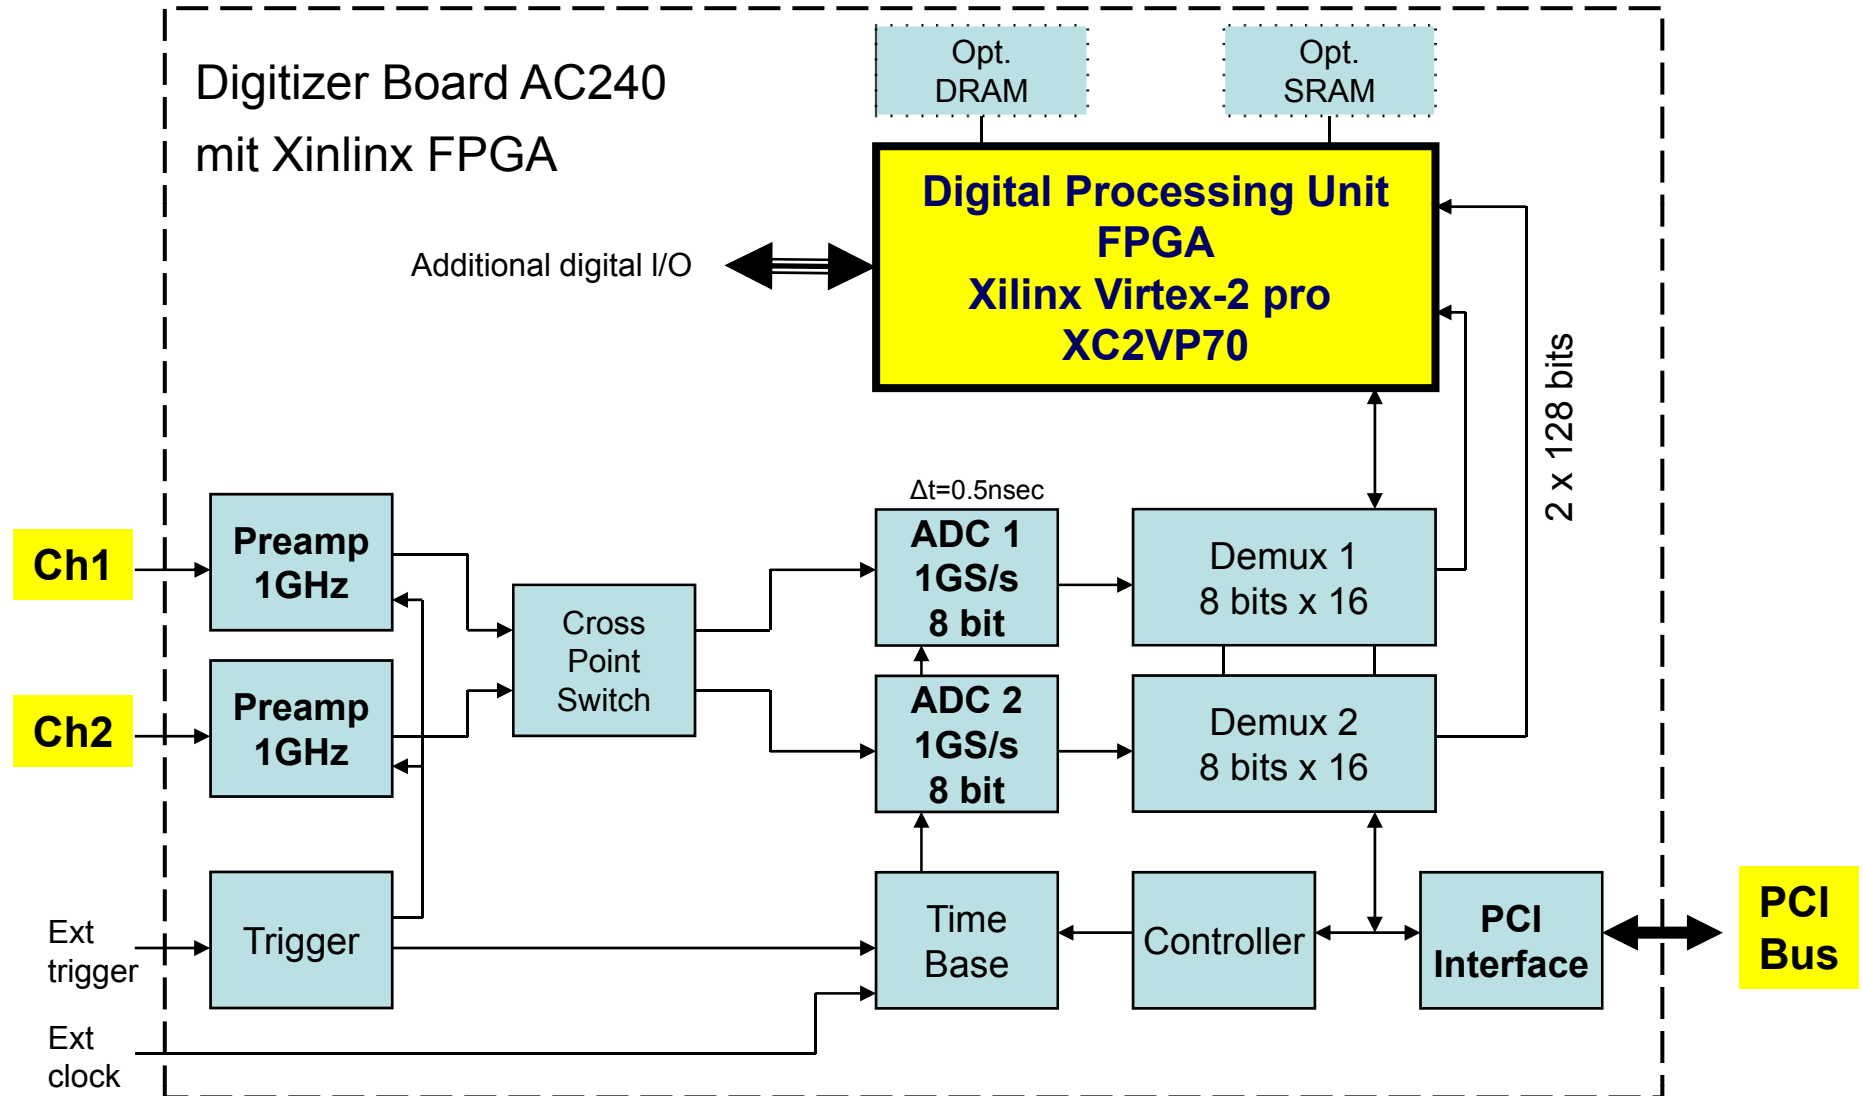 Digitizer Board AC240
mit Xinlinx FPGA
Opt.
DRAM
Opt.
SRAM
Digital Processing Unit
FPGA
Xilinx Virtex-2 pro
XC2VP70
Additional digital I/O
2 x 128 bits
Δt=0.5nsec
Ch1
Preamp
1GHz
Cross
Point
Switch
ADC 1
1GS/s
8 bit
Demux 1
8 bits x 16
Ch2
Preamp
1GHz
ADC 2
1GS/s
8 bit
Demux 2
8 bits x 16
Ext
trigger
Trigger
Time
Base
Controller
PCI
Interface
PCI
Bus
Ext
clock